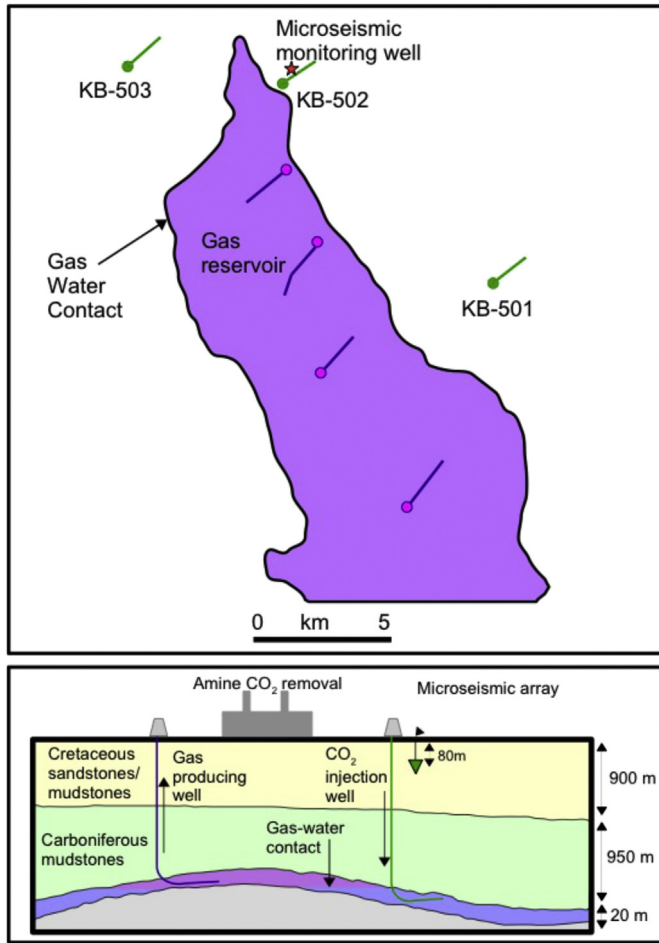 Microseismic
monitoring well
KB-503
KB-502
Gas
reservoir
Gas
Water
Contact
KB-501
0 km 5
Amine CO₂ removal
Microseismic array
80m
Cretaceous
sandstones/
mudstones
Gas
producing
well
CO₂
injection
well
900 m
Carboniferous
mudstones
Gas-water
contact
950 m
20 m